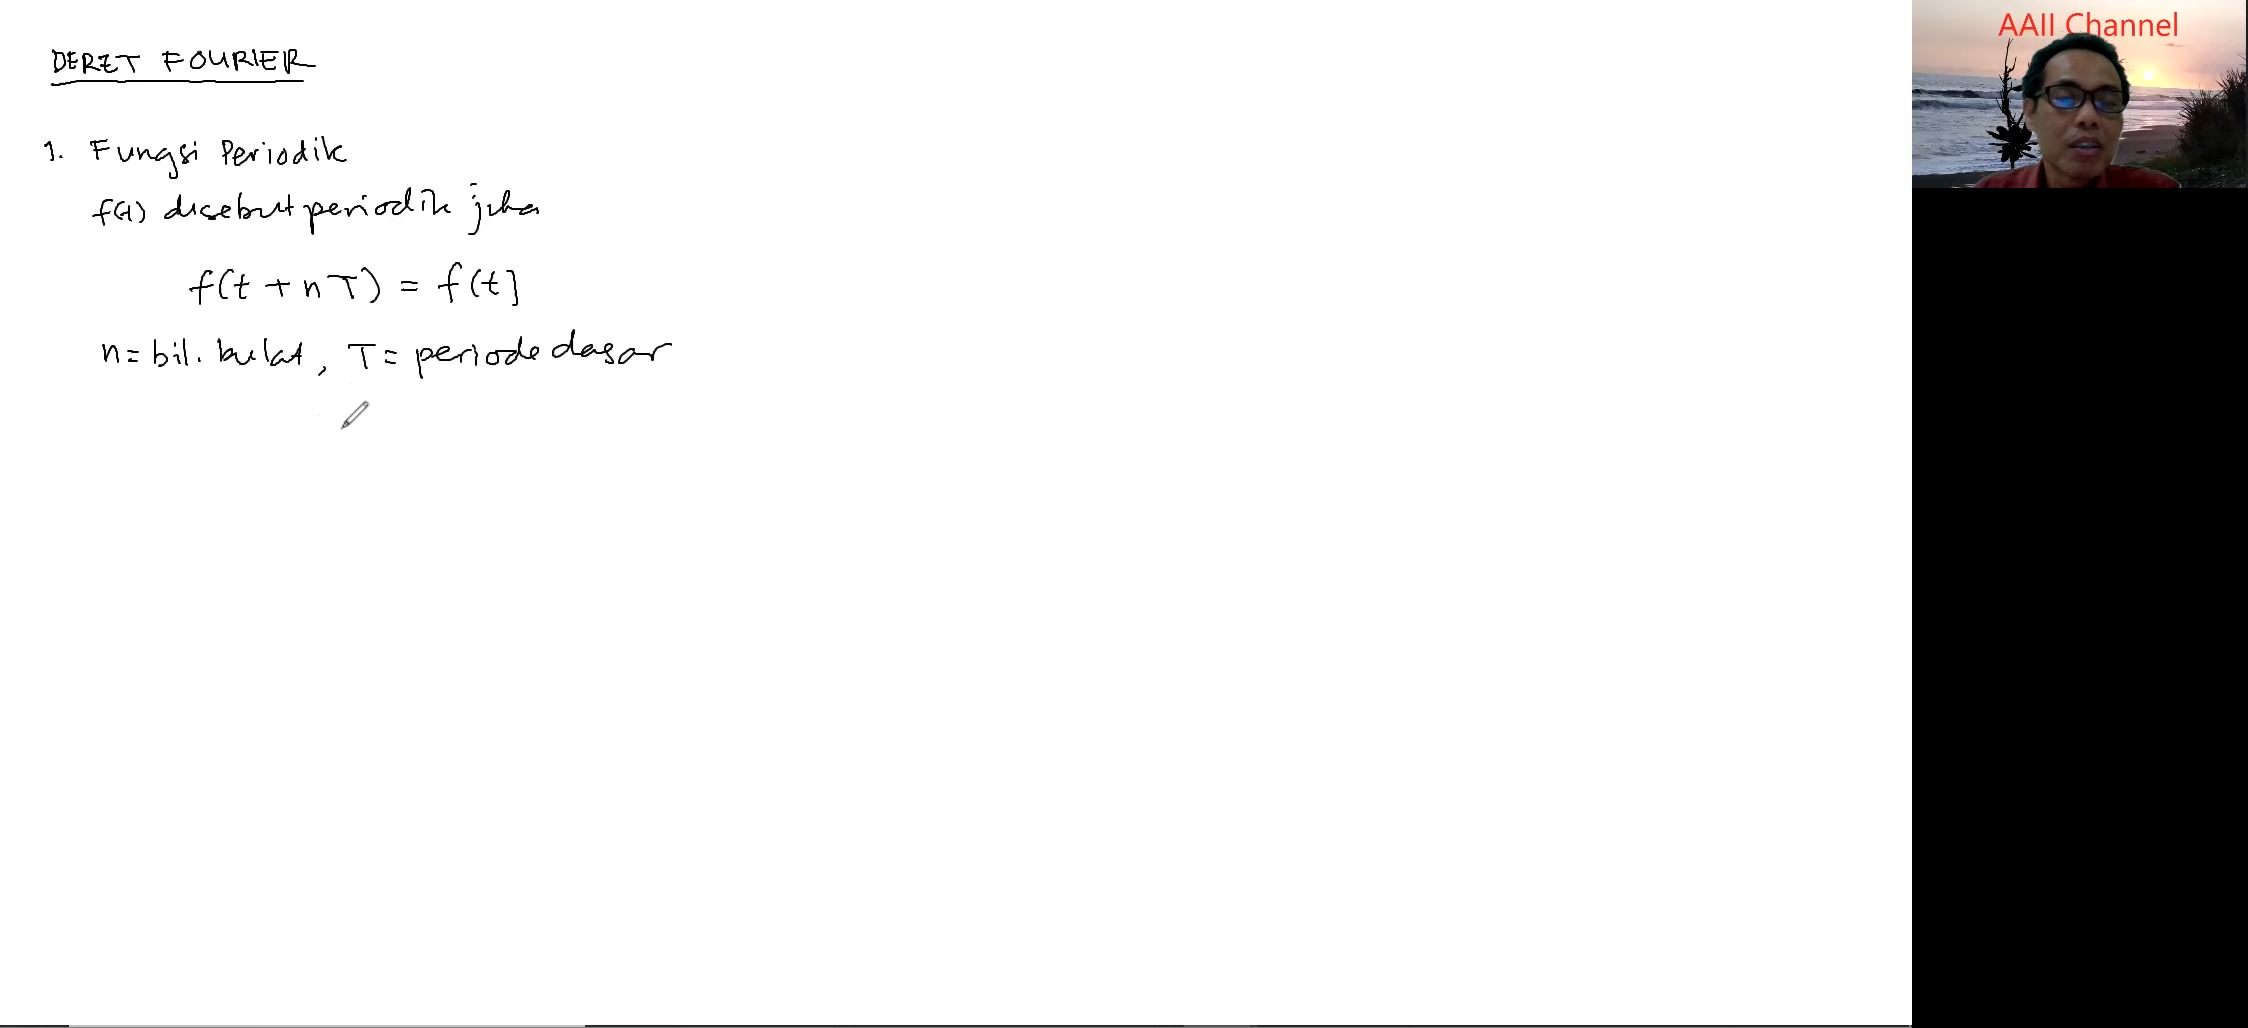 DERET FOURIER
1. Fungsi Periodik
f(t) disebut periodik jika
f(t + nT) = f(t)
n = bil. bulat, T = periode dasar
AAII Channel